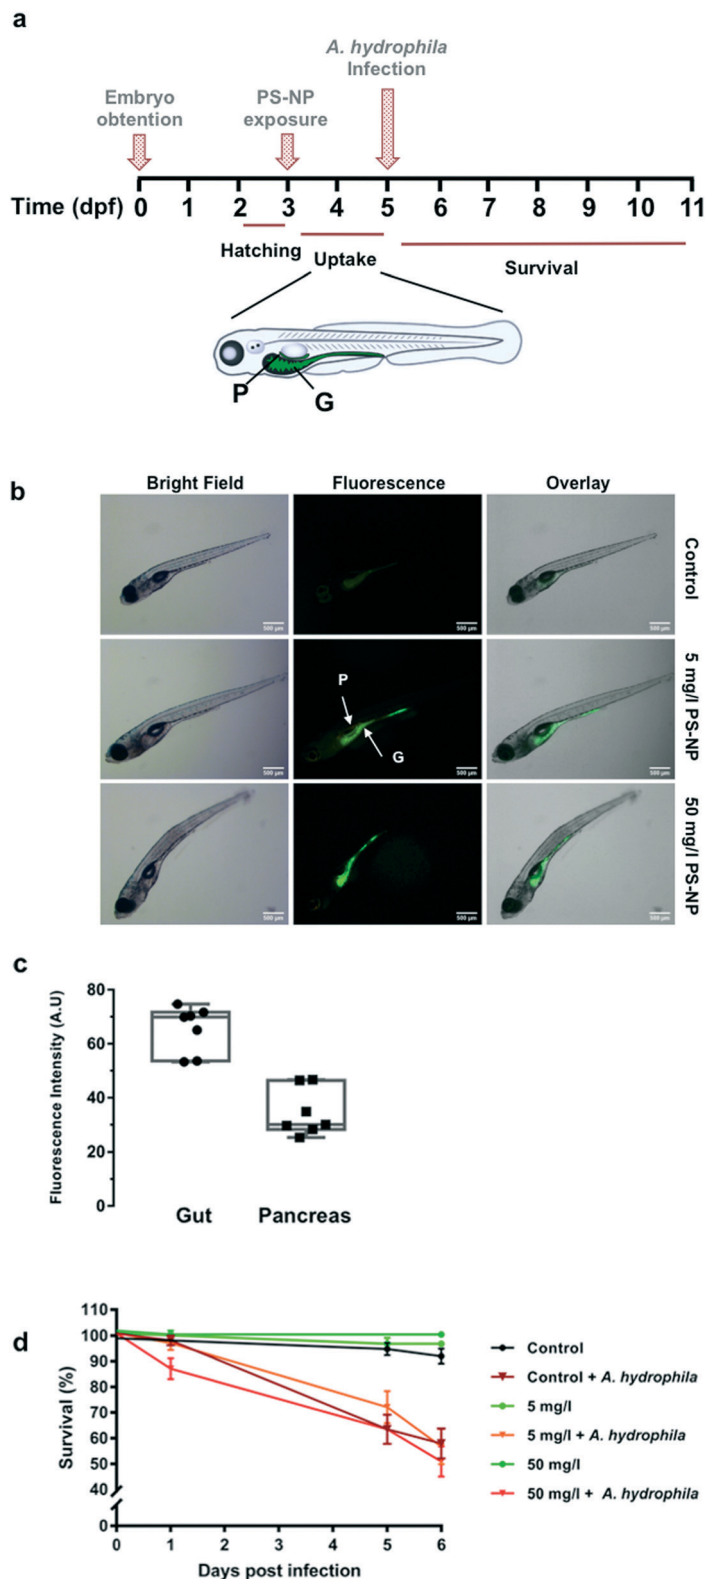 a
A. hydrophila
Infection
Embryo
obtention
PS-NP
exposure
Time (dpf) 0 1 2 3 4 5 6 7 8 9 10 11
Hatching
Uptake
Survival
P
G
b
Bright Field Fluorescence Overlay
Control
500 µm 500 µm 500 µm
5 mg/l PS-NP
P
G
500 µm 500 µm 500 µm
50 mg/l PS-NP
500 µm 500 µm 500 µm
c
Fluorescence Intensity (A.U)
80
60
40
20
0
Gut Pancreas
d
Survival (%)
110
100
90
80
70
60
50
40
0
0 1 2 3 4 5 6
Days post infection
Control
Control + A. hydrophila
5 mg/l
5 mg/l + A. hydrophila
50 mg/l
50 mg/l + A. hydrophila